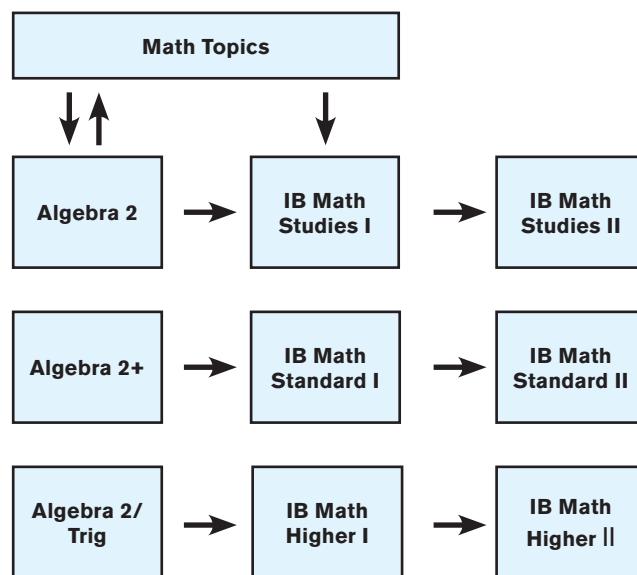 Math Topics
Algebra 2
IB Math
Studies I
IB Math
Studies II
Algebra 2+
IB Math
Standard I
IB Math
Standard II
Algebra 2/
Trig
IB Math
Higher I
IB Math
Higher II